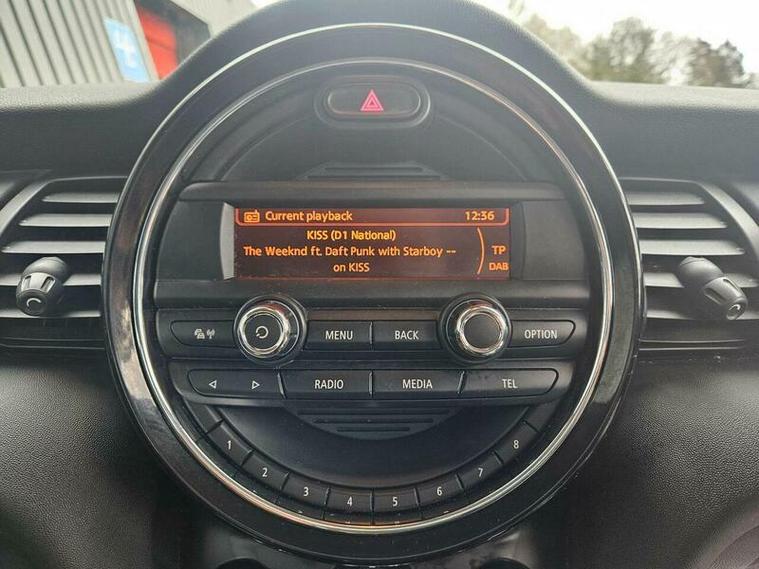 Current playback 12:36
KISS (D1 National)
The Weeknd ft. Daft Punk with Starboy --
on KISS
TP
DAB
MENU BACK OPTION
RADIO MEDIA TEL
1 2 3 4 5 6 7 8